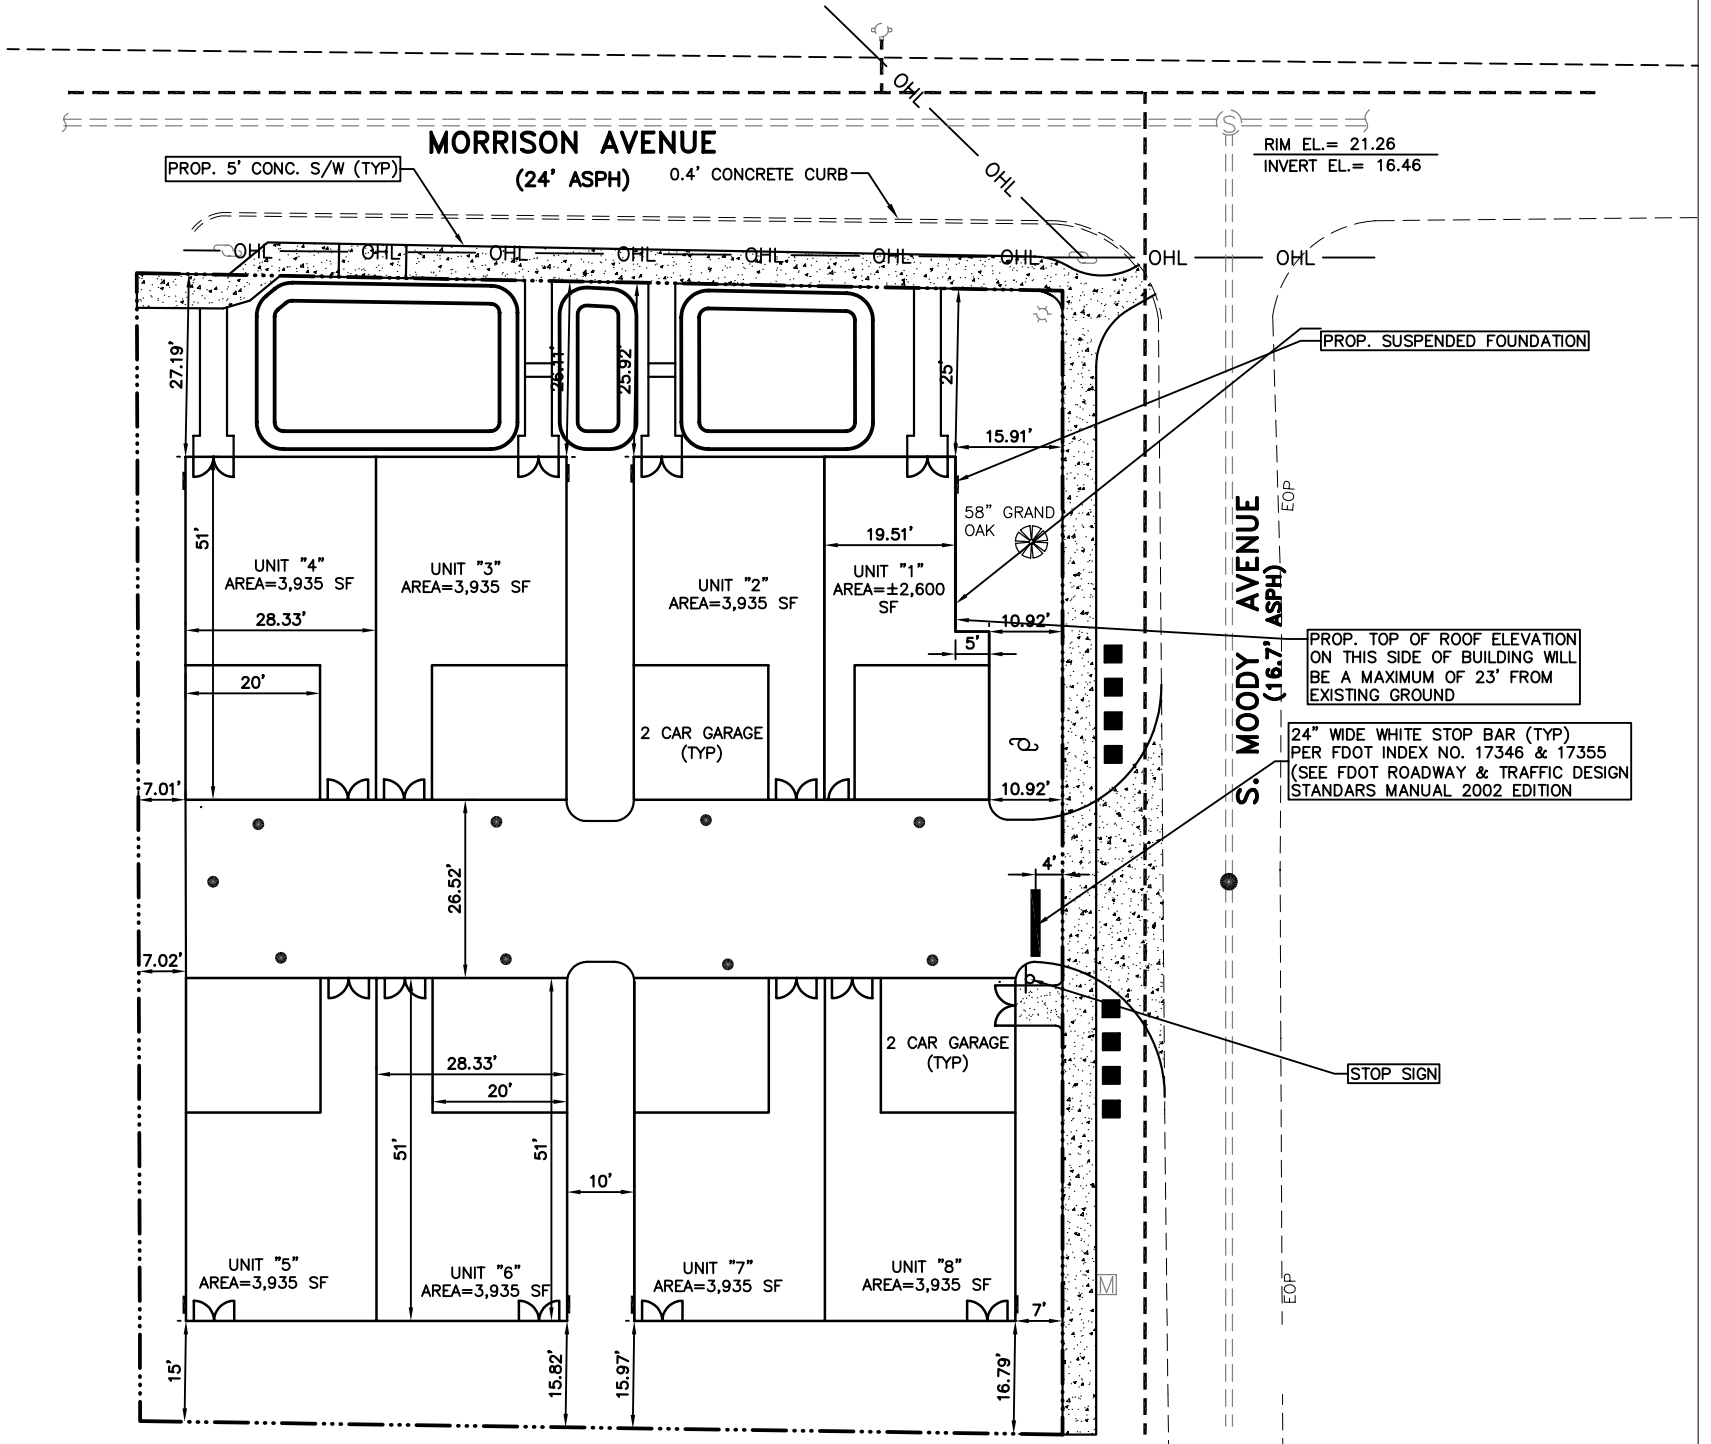 OHL
MORRISON AVENUE
(24' ASPH)
PROP. 5' CONC. S/W (TYP)
0.4' CONCRETE CURB
OHL
S
RIM EL.= 21.26
INVERT EL.= 16.46
OHL OHL OHL OHL OHL OHL OHL OHL OHL
27.19'
26.11'
25.92'
25'
15.91'
PROP. SUSPENDED FOUNDATION
58" GRAND
OAK
51'
19.51'
UNIT "4"
AREA=3,935 SF
UNIT "3"
AREA=3,935 SF
UNIT "2"
AREA=3,935 SF
UNIT "1"
AREA=±2,600
SF
28.33'
10.92'
5'
20'
2 CAR GARAGE
(TYP)
EOP
S. MOODY AVENUE
(16.7' ASPH)
PROP. TOP OF ROOF ELEVATION
ON THIS SIDE OF BUILDING WILL
BE A MAXIMUM OF 23' FROM
EXISTING GROUND
24" WIDE WHITE STOP BAR (TYP)
PER FDOT INDEX NO. 17346 & 17355
(SEE FDOT ROADWAY & TRAFFIC DESIGN
STANDARS MANUAL 2002 EDITION
7.01'
10.92'
26.52'
4'
7.02'
2 CAR GARAGE
(TYP)
STOP SIGN
28.33'
20'
51'
51'
10'
UNIT "5"
AREA=3,935 SF
UNIT "6"
AREA=3,935 SF
UNIT "7"
AREA=3,935 SF
UNIT "8"
AREA=3,935 SF
M
EOP
7'
15'
15.82'
15.97'
16.79'